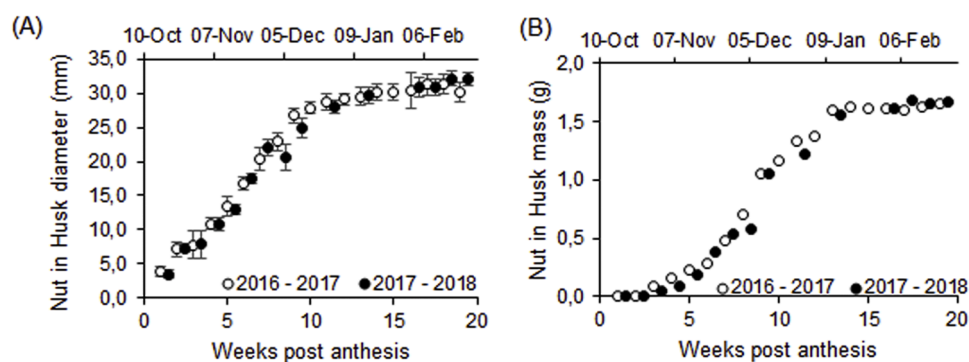 (A)
10-Oct 07-Nov 05-Dec 09-Jan 06-Feb
Nut in Husk diameter (mm)
35,0
30,0
25,0
20,0
15,0
10,0
5,0
0,0
2016 - 2017 2017 - 2018
0 5 10 15 20
Weeks post anthesis
(B)
10-Oct 07-Nov 05-Dec 09-Jan 06-Feb
Nut in Husk mass (g)
2,0
1,5
1,0
0,5
0,0
2016 - 2017 2017 - 2018
0 5 10 15 20
Weeks post anthesis